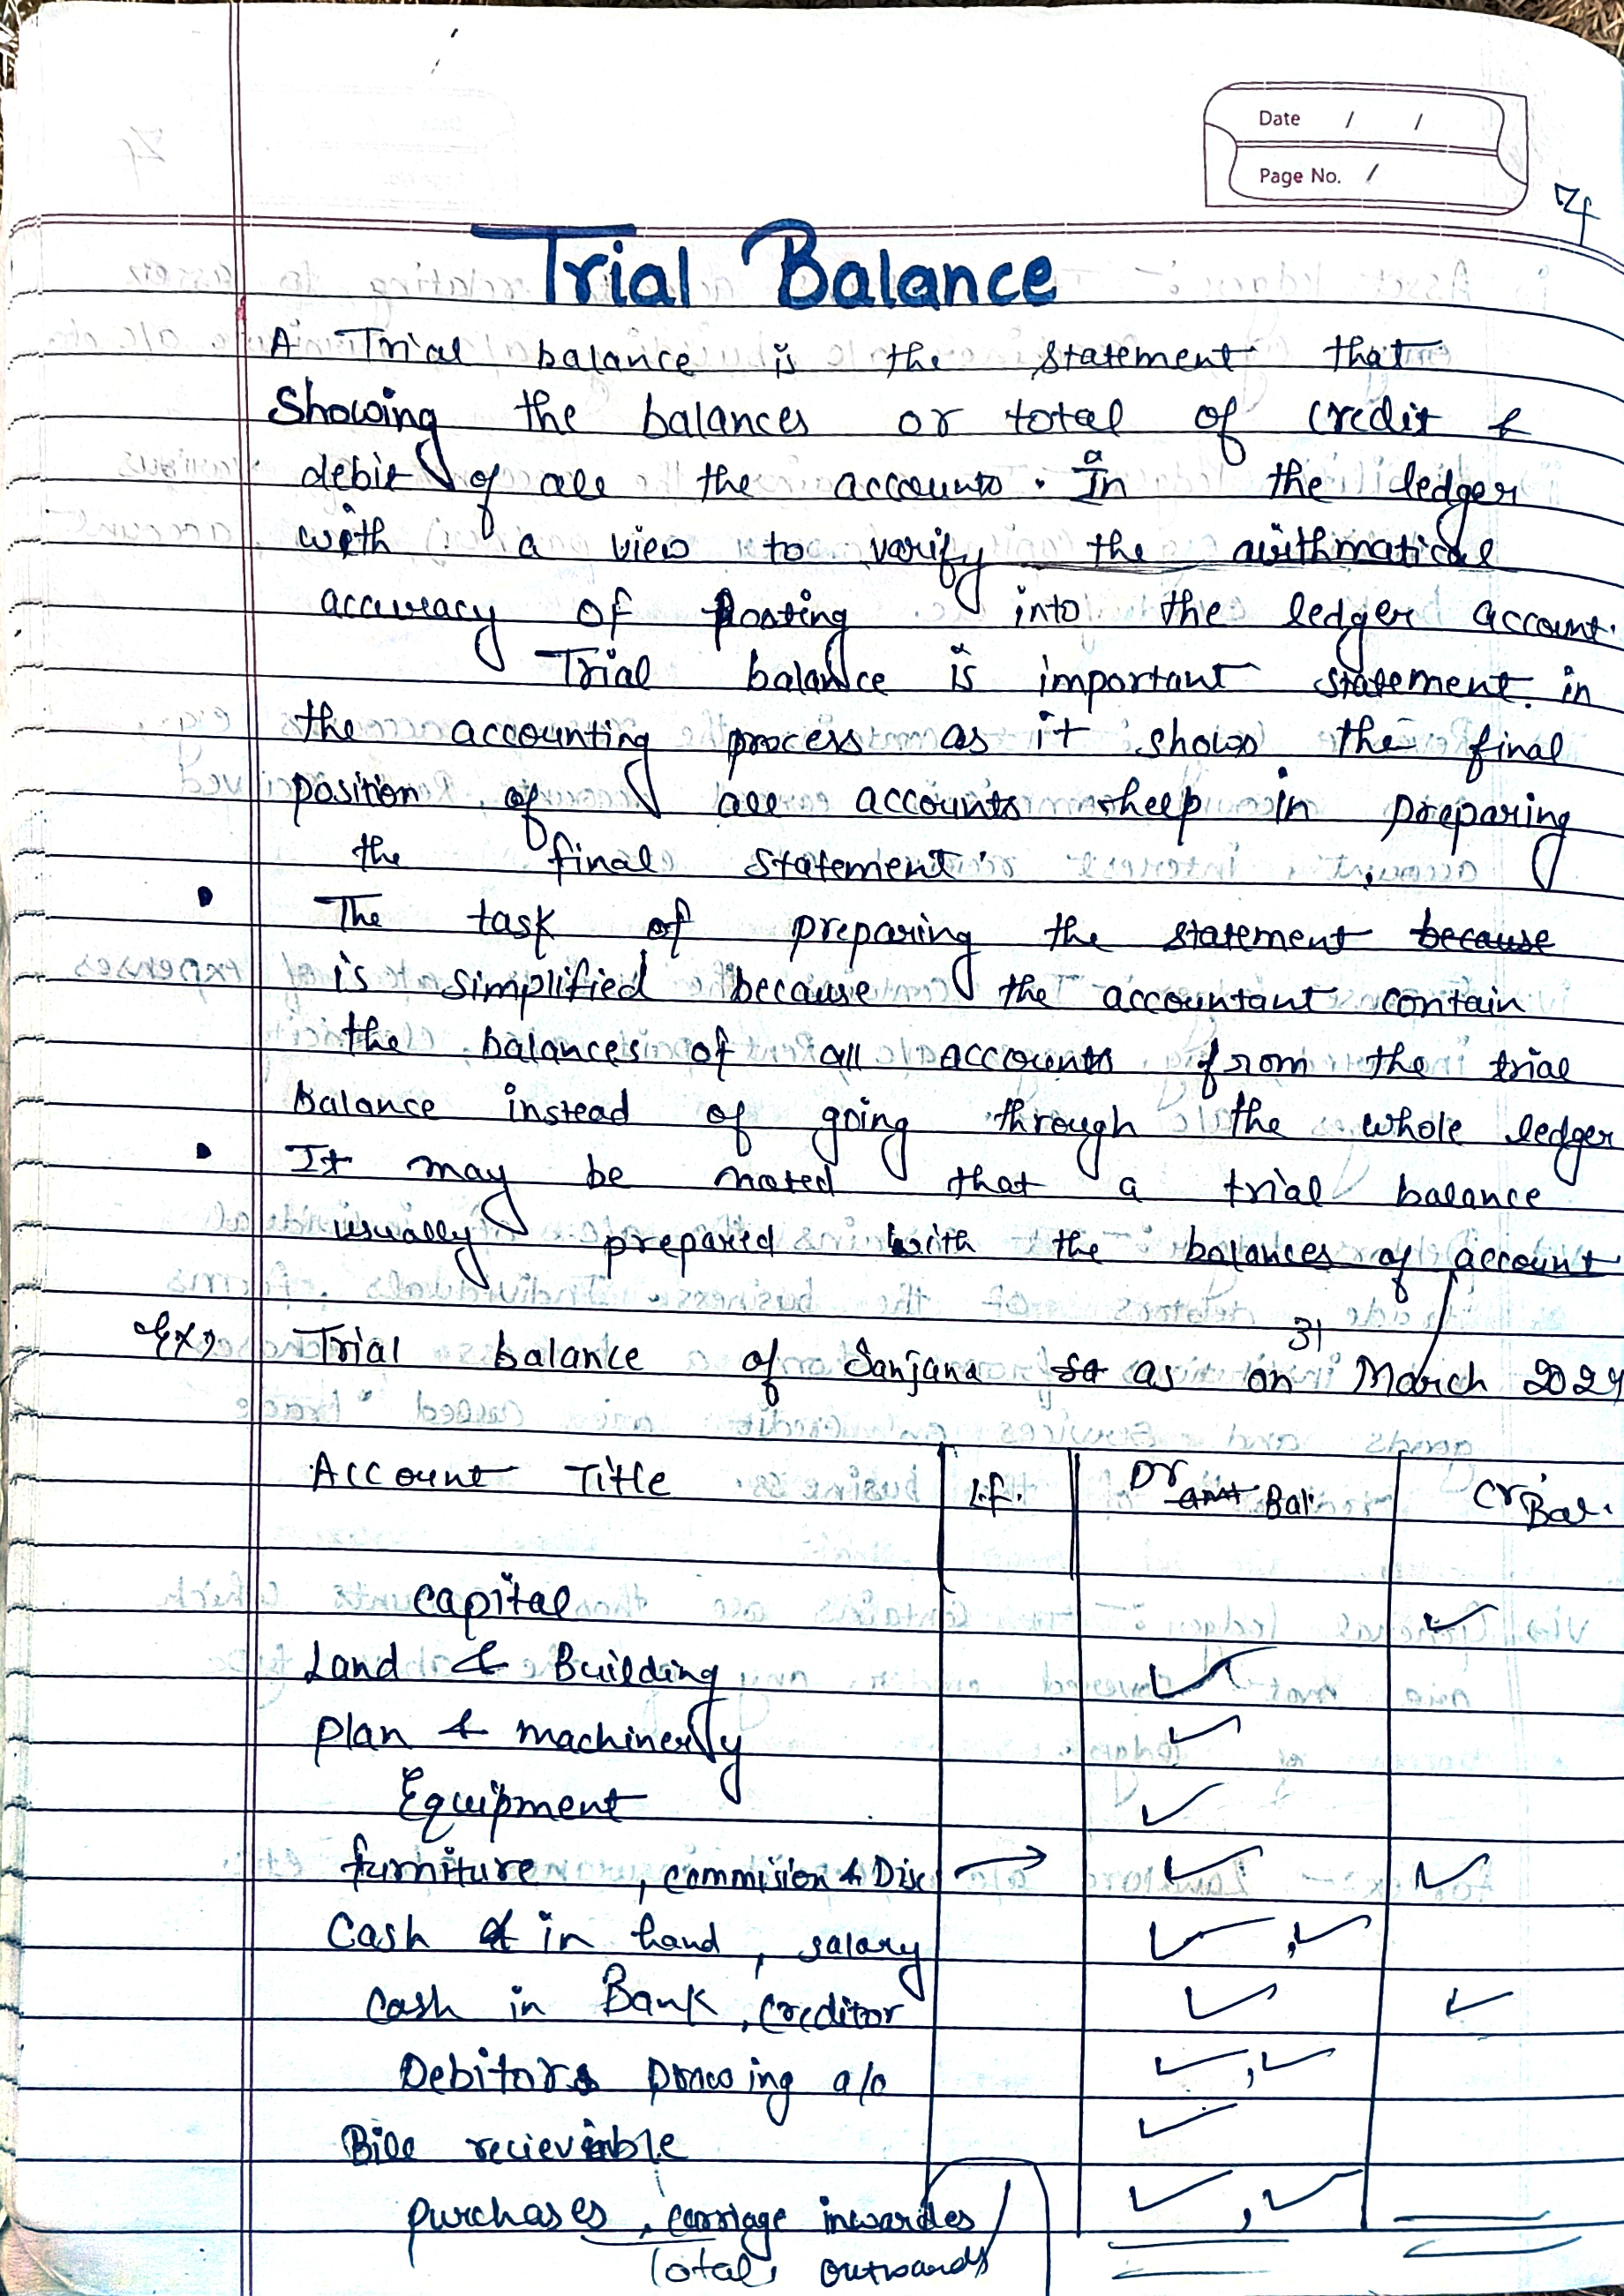 Date / /
Page No. /
Trial Balance
A Trial balance is the statement that
Showing the balances or total of credit &
debit of all the accounts. In the ledger
with a view to varify the arithmatical
accuracy of Posting into the ledger account.
Trial balance is important statement in
the accounting process as it shows the final
position of all accounts & help in preparing
the final statement.
• The task of preparing the statement because
is simplified because the accountant contain
the balances of all accounts from the trial
Balance instead of going through the whole ledger
• It may be noted that a trial balance
usually prepared with the balances of account
Ex) Trial balance of Sanjana as on 31 March 2024
Account Title L.f. Dr amt Bal. Cr Bal.
Capital ✓
Land & Building ✓
Plan & machinerly ✓
Equipment ✓
furniture, commision & Disc → ✓ ✓
Cash in hand, salary ✓, ✓
Cash in Bank, Creditor ✓ ✓
Debitors Drawing a/c ✓, ✓
Bill recievable ✓
purchases, carriage inwardes ✓, ✓
Total outwards